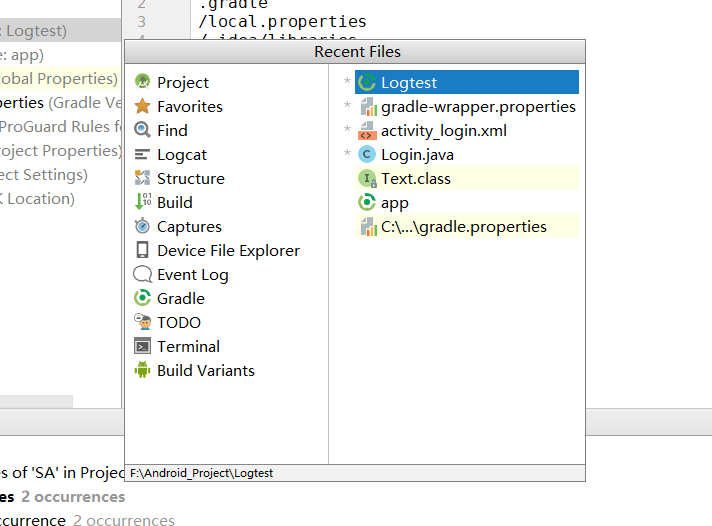 .gradle
3 /local.properties
: Logtest)
e: app)
obal Properties)
perties (Gradle Ve
ProGuard Rules fo
oject Properties)
ect Settings)
K Location)
Recent Files
Project
Favorites
Find
Logcat
Structure
Build
Captures
Device File Explorer
Event Log
Gradle
TODO
Terminal
Build Variants
* Logtest
* gradle-wrapper.properties
* activity_login.xml
* Login.java
Text.class
app
C:\...\gradle.properties
F:\Android_Project\Logtest
es of 'SA' in Projec
es 2 occurrences
ccurrence 2 occurrences